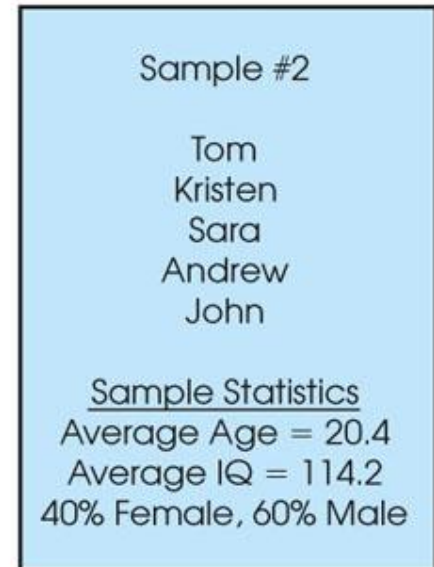 Sample #2
Tom
Kristen
Sara
Andrew
John
Sample Statistics
Average Age = 20.4
Average IQ = 114.2
40% Female, 60% Male